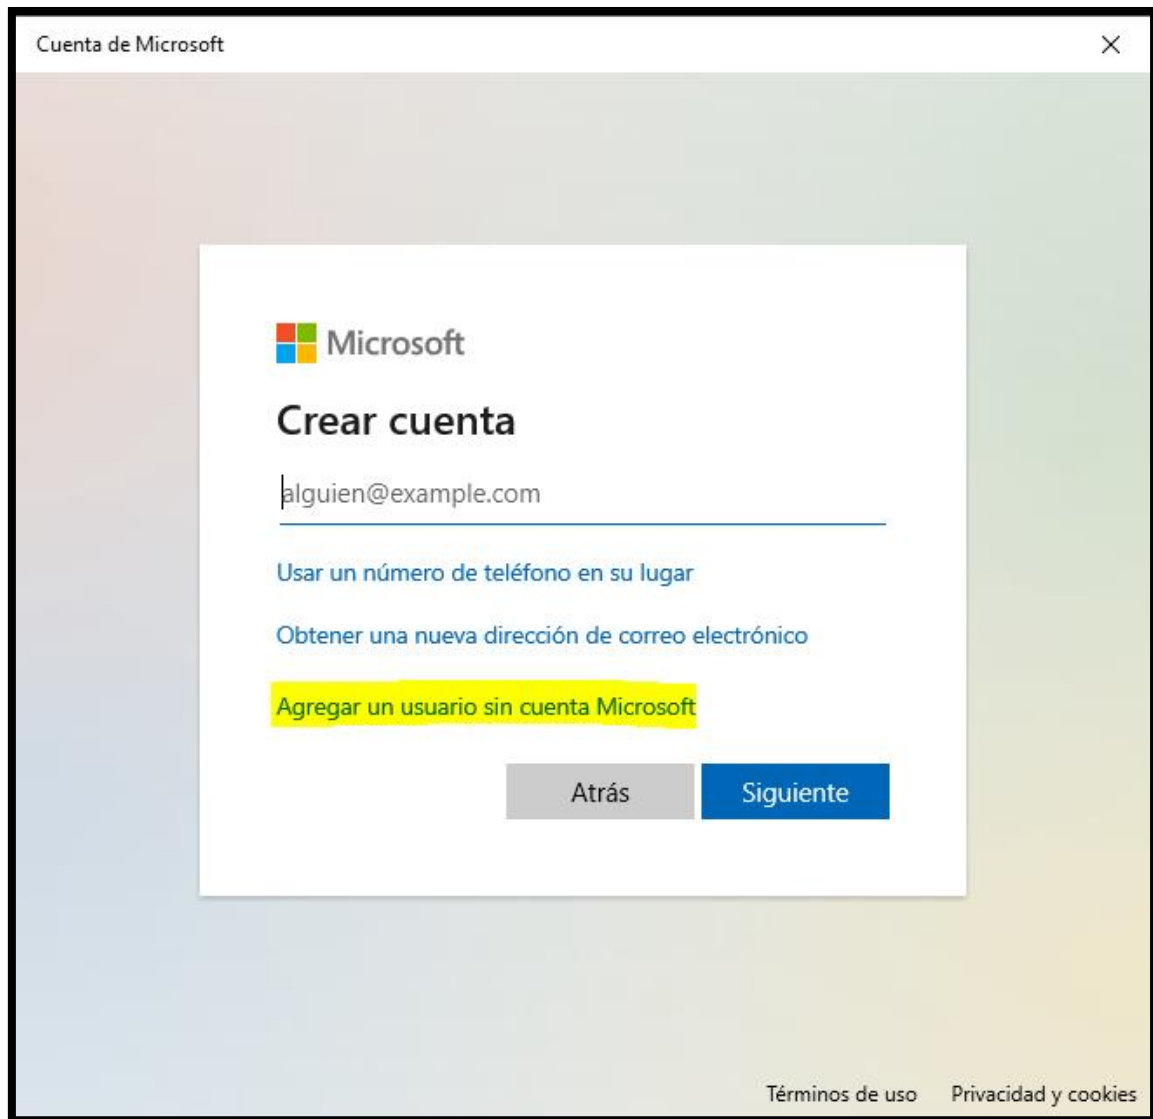 Cuenta de Microsoft
Microsoft
Crear cuenta
alguien@example.com
Usar un número de teléfono en su lugar
Obtener una nueva dirección de correo electrónico
Agregar un usuario sin cuenta Microsoft
Atrás Siguiente
Términos de uso Privacidad y cookies